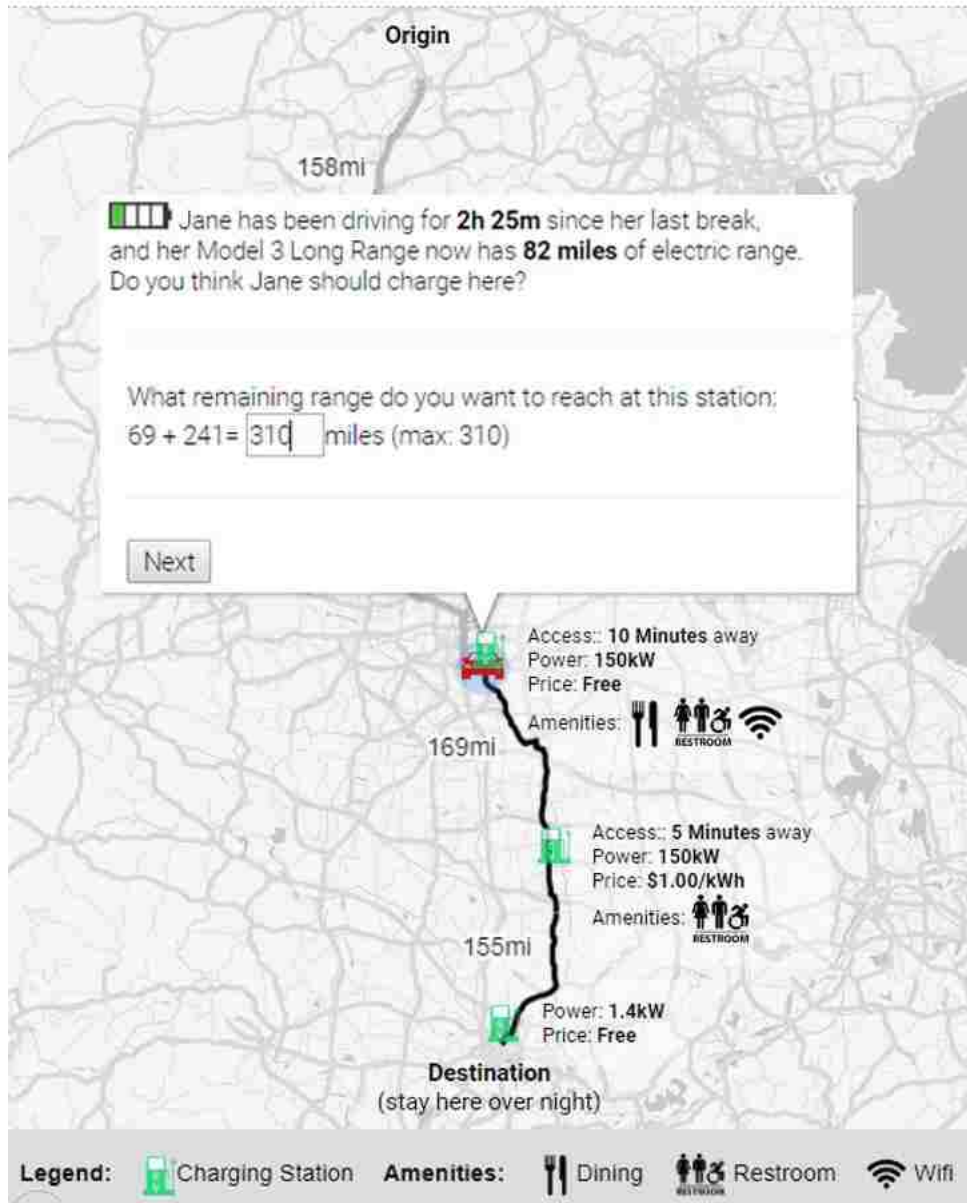 Origin
158mi
Jane has been driving for 2h 25m since her last break,
and her Model 3 Long Range now has 82 miles of electric range.
Do you think Jane should charge here?
What remaining range do you want to reach at this station:
69 + 241= 310 miles (max: 310)
Next
Access:: 10 Minutes away
Power: 150kW
Price: Free
Amenities:
RESTROOM
169mi
Access:: 5 Minutes away
Power: 150kW
Price: $1.00/kWh
Amenities:
RESTROOM
155mi
Power: 1.4kW
Price: Free
Destination
(stay here over night)
Legend: Charging Station Amenities: Dining RESTROOM Restroom Wifi